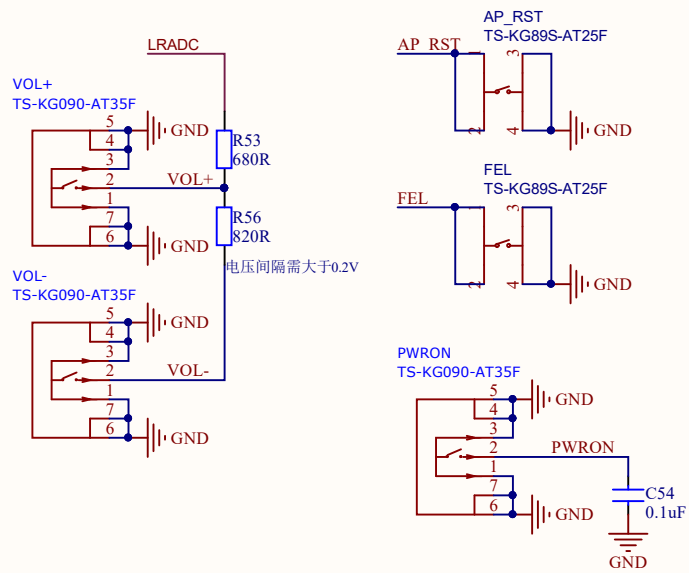 LRADC
VOL+
TS-KG090-AT35F
5
4
3
2
1
7
6
GND
GND
VOL+
R53
680R
R56
820R
电压间隔需大于0.2V
VOL-
TS-KG090-AT35F
5
4
3
2
1
7
6
GND
GND
VOL-
AP_RST
TS-KG89S-AT25F
AP_RST
1
2
3
4
GND
FEL
TS-KG89S-AT25F
FEL
1
2
3
4
GND
PWRON
TS-KG090-AT35F
5
4
3
2
1
7
6
GND
GND
PWRON
C54
0.1uF
GND